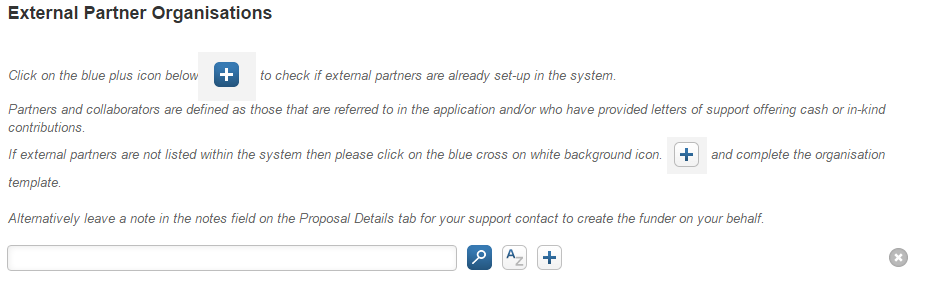 External Partner Organisations
Click on the blue plus icon below to check if external partners are already set-up in the system.
Partners and collaborators are defined as those that are referred to in the application and/or who have provided letters of support offering cash or in-kind
contributions.
If external partners are not listed within the system then please click on the blue cross on white background icon. and complete the organisation
template.
Alternatively leave a note in the notes field on the Proposal Details tab for your support contact to create the funder on your behalf.
AZ